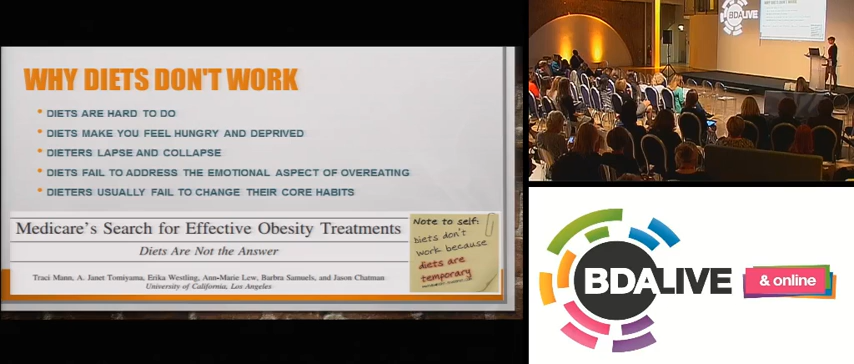 WHY DIETS DON'T WORK
DIETS ARE HARD TO DO
DIETS MAKE YOU FEEL HUNGRY AND DEPRIVED
DIETERS LAPSE AND COLLAPSE
DIETS FAIL TO ADDRESS THE EMOTIONAL ASPECT OF OVEREATING
DIETERS USUALLY FAIL TO CHANGE THEIR CORE HABITS
Medicare's Search for Effective Obesity Treatments
Diets Are Not the Answer
Traci Mann, A. Janet Tomiyama, Erika Westling, Ann-Marie Lew, Barbra Samuels, and Jason Chatman
University of California, Los Angeles
Note to self:
Diets don't
work because
diets are
temporary
BDALIVE
BDALIVE
& online